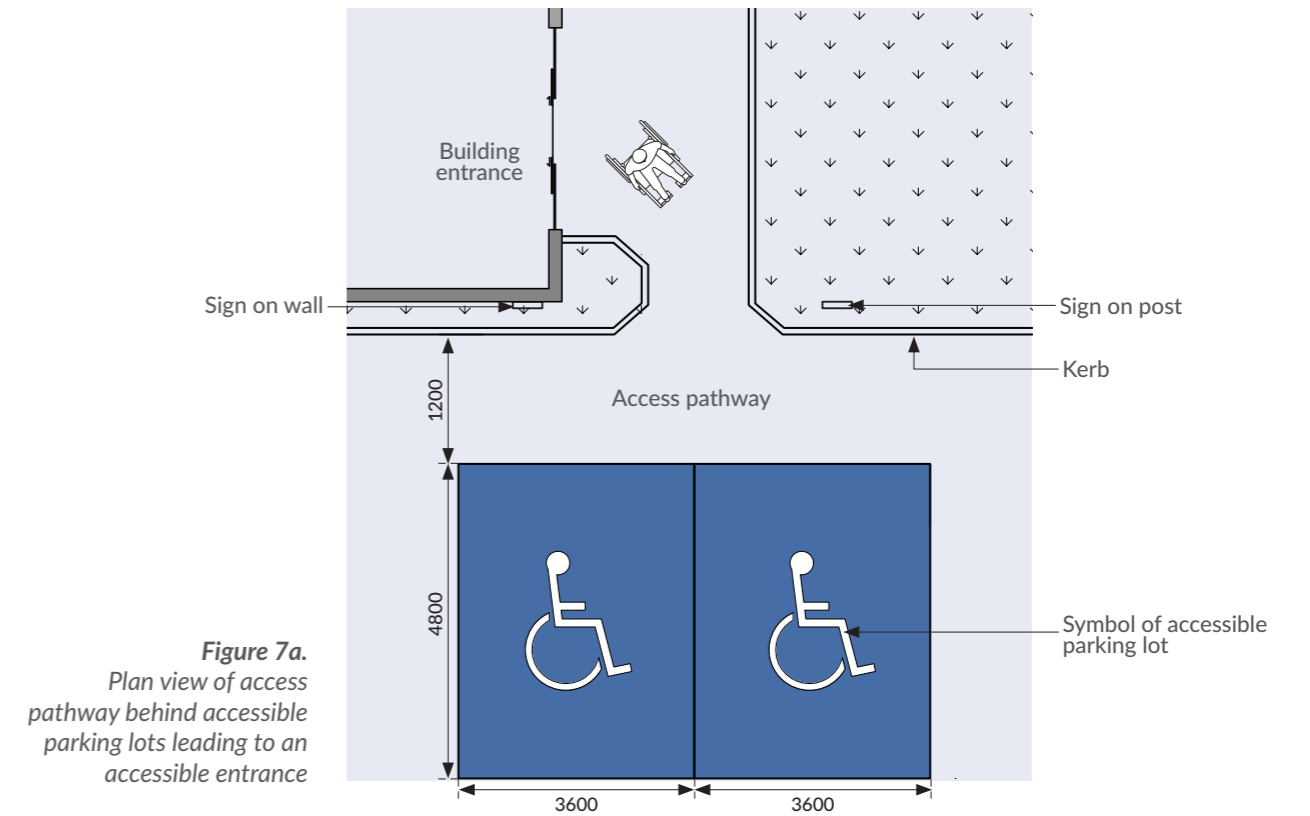 Building
entrance
Sign on wall
Sign on post
Kerb
1200
Access pathway
4800
Symbol of accessible
parking lot
Figure 7a.
Plan view of access
pathway behind accessible
parking lots leading to an
accessible entrance
3600
3600